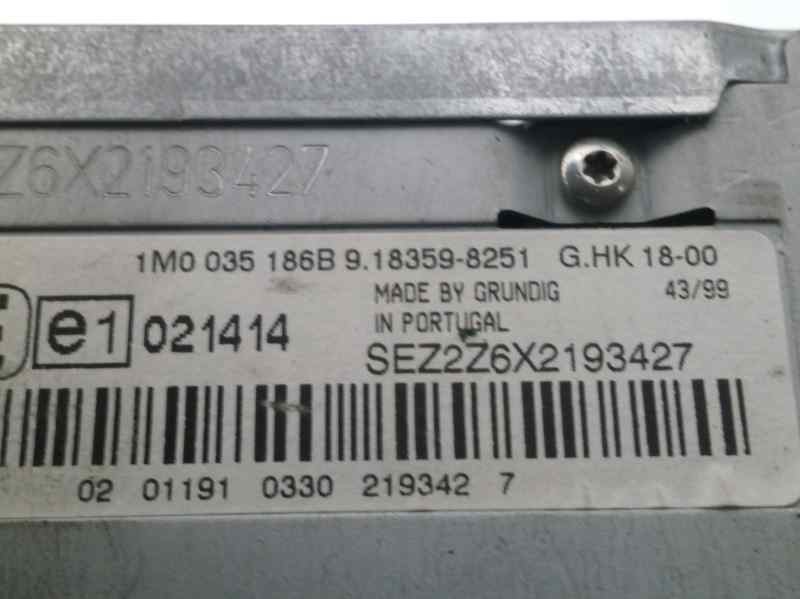 Z6X2193427
1M0 035 186B 9.18359-8251 G.HK 18-00
MADE BY GRUNDIG 43/99
IN PORTUGAL
e1 021414
SEZ2Z6X2193427
02 01191 0330 219342 7